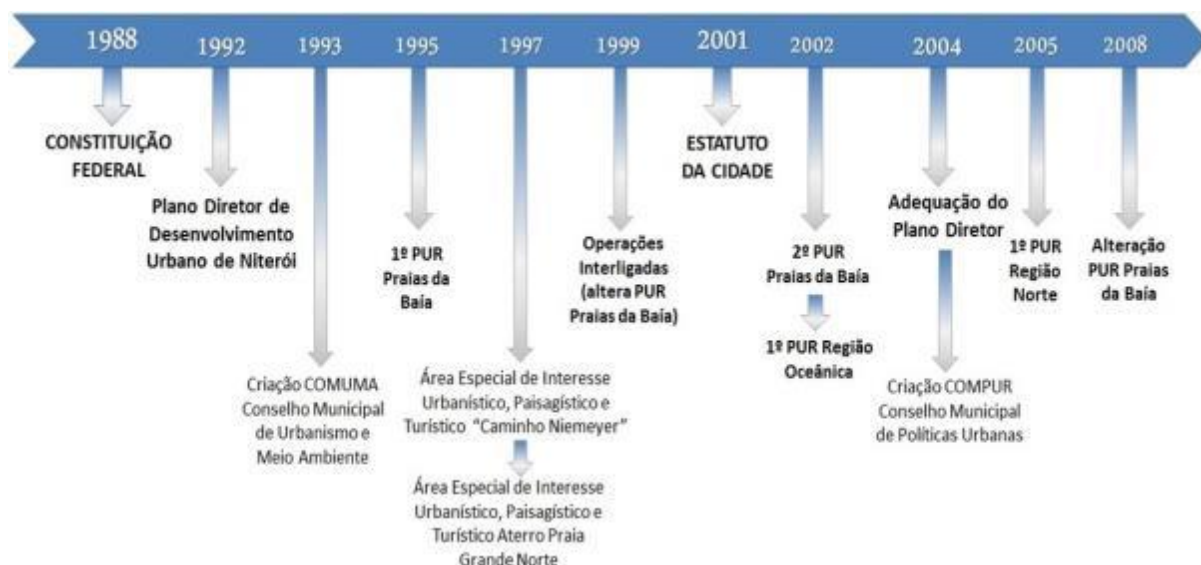 1988
1992
1993
1995
1997
1999
2001
2002
2004
2005
2008
CONSTITUIÇÃO
FEDERAL
Plano Diretor de
Desenvolvimento
Urbano de Niterói
Criação COMUMA
Conselho Municipal
de Urbanismo e
Meio Ambiente
1º PUR
Praias da
Baía
Área Especial de Interesse
Urbanístico, Paisagístico e
Turístico "Caminho Niemeyer"
Área Especial de Interesse
Urbanístico, Paisagístico e
Turístico Aterro Praia
Grande Norte
Operações
Interligadas
(altera PUR
Praias da Baía)
ESTATUTO
DA CIDADE
2º PUR
Praias da Baía
1º PUR Região
Oceânica
Adequação do
Plano Diretor
Criação COMPUR
Conselho Municipal
de Políticas Urbanas
1º PUR
Região
Norte
Alteração
PUR Praias
da Baía